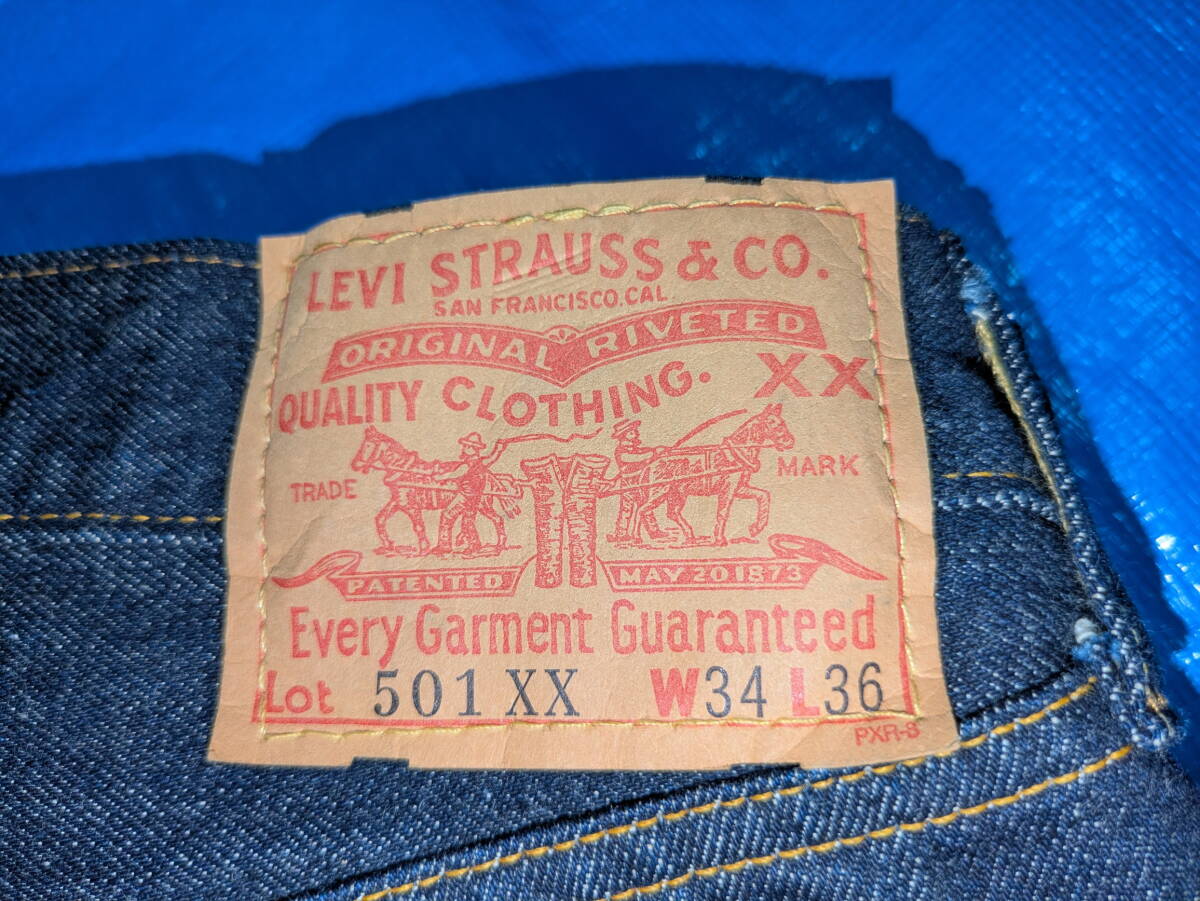 LEVI STRAUSS & CO.
SAN FRANCISCO.CAL
ORIGINAL RIVETED
QUALITY CLOTHING. XX
TRADE MARK
PATENTED MAY 20.1873
Every Garment Guaranteed
Lot 501 XX W34 L36
PXR-8